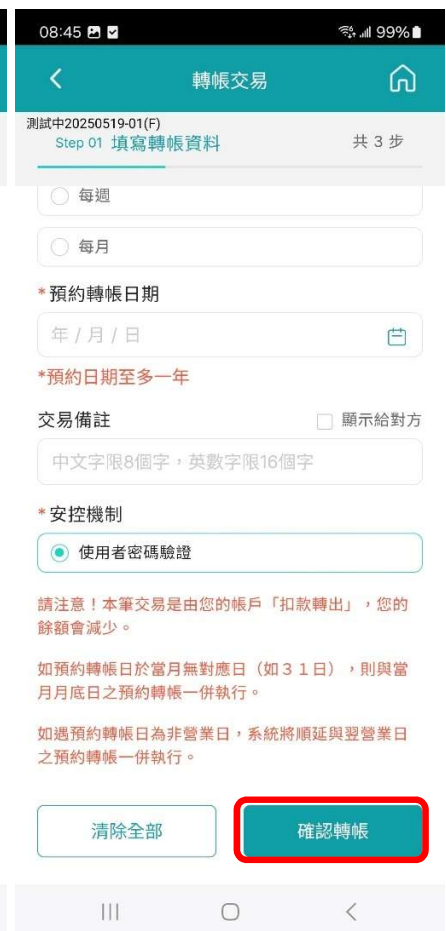 08:45 99%
轉帳交易
測試中20250519-01(F)
Step 01 填寫轉帳資料 共 3 步
每週
每月
*預約轉帳日期
年 / 月 / 日
*預約日期至多一年
交易備註 顯示給對方
中文字限8個字，英數字限16個字
*安控機制
使用者密碼驗證
請注意！本筆交易是由您的帳戶「扣款轉出」，您的
餘額會減少。
如預約轉帳日於當月無對應日（如３１日），則與當
月月底日之預約轉帳一併執行。
如遇預約轉帳日為非營業日，系統將順延與翌營業日
之預約轉帳一併執行。
清除全部 確認轉帳